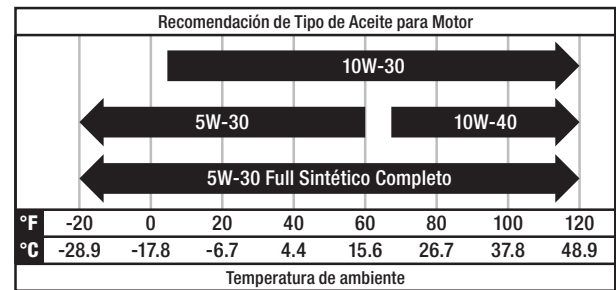 Recomendación de Tipo de Aceite para Motor
10W-30
5W-30 10W-40
5W-30 Full Sintético Completo
°F -20 0 20 40 60 80 100 120
°C -28.9 -17.8 -6.7 4.4 15.6 26.7 37.8 48.9
Temperatura de ambiente